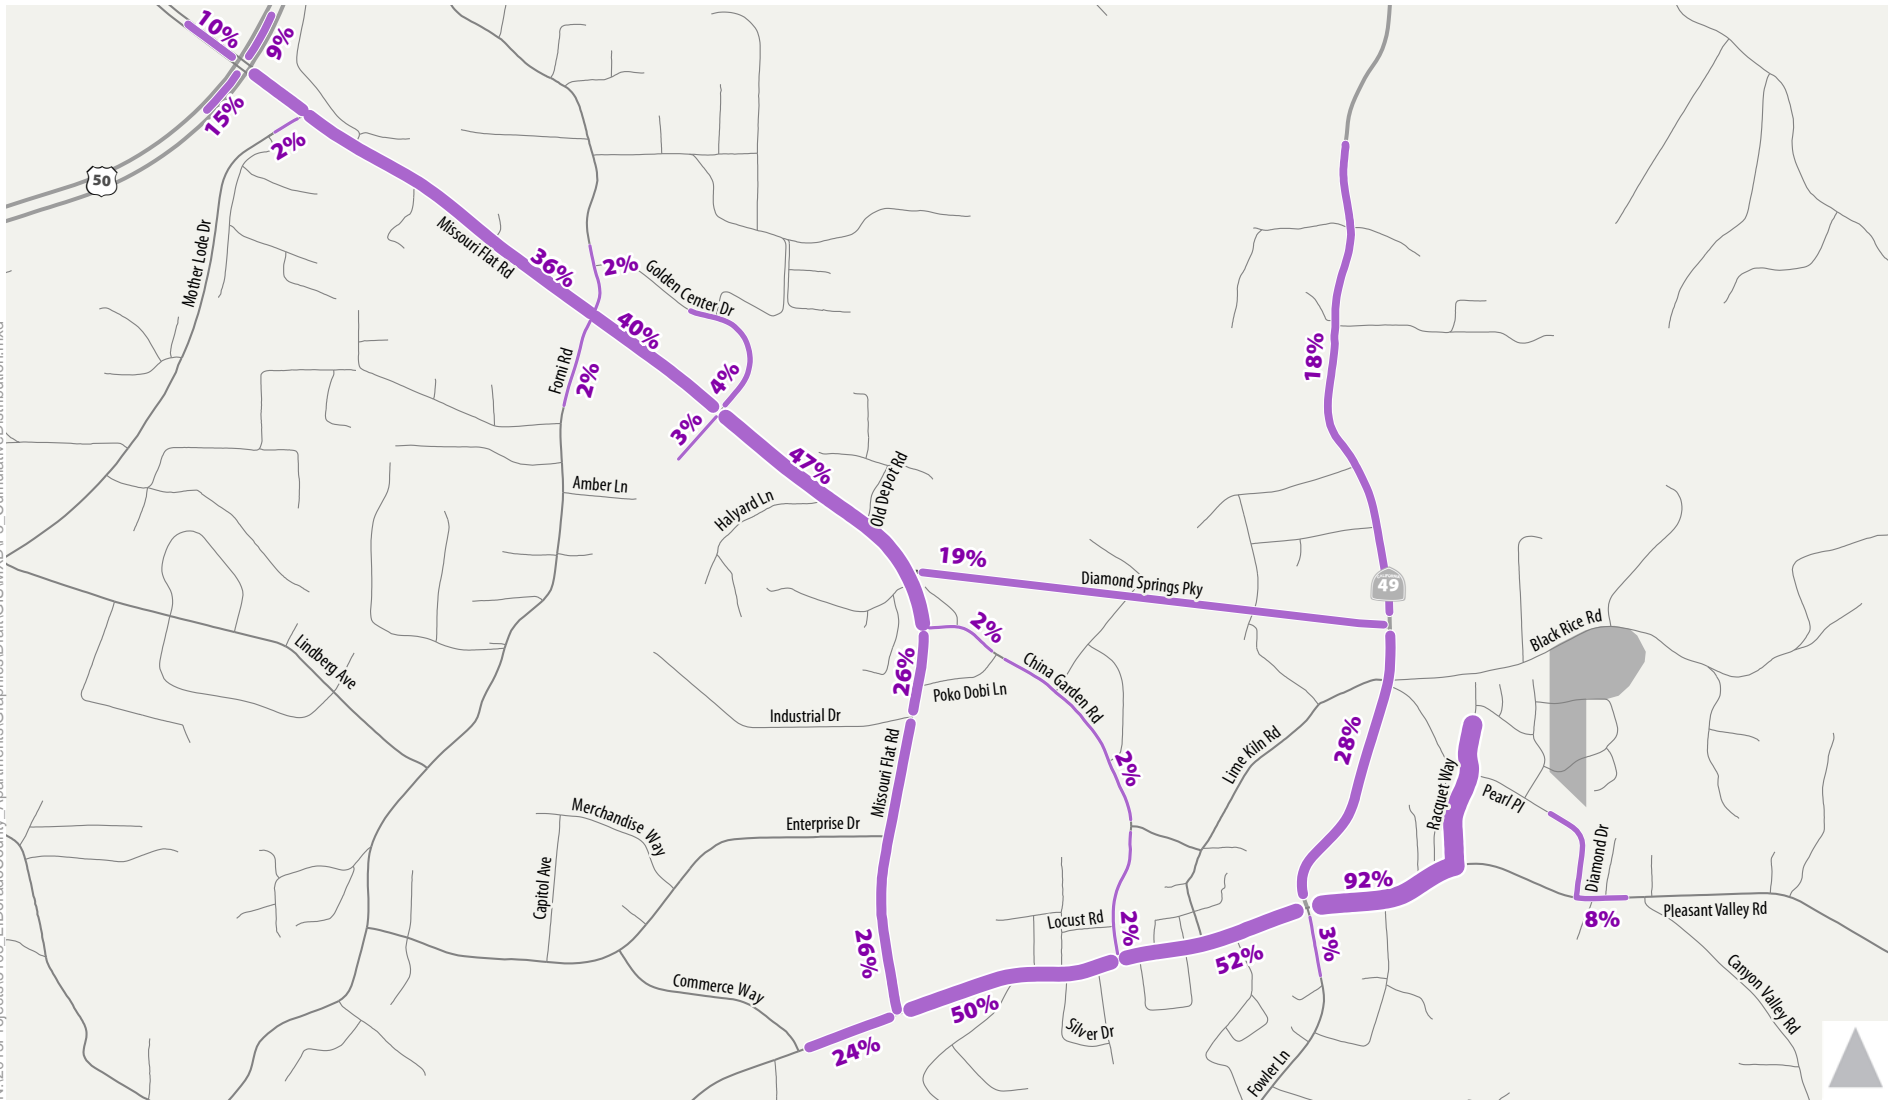 10%
9%
15%
2%
50
Mother Lode Dr
Missouri Flat Rd
36%
2%
Golden Center Dr
40%
Forni Rd
2%
4%
3%
18%
47%
Old Depot Rd
Amber Ln
Halyard Ln
19%
Diamond Springs Pky
CALIFORNIA
49
2%
Black Rice Rd
Lindberg Ave
26%
China Garden Rd
Poko Dobi Ln
Industrial Dr
28%
Lime Kiln Rd
Missouri Flat Rd
2%
Racquet Way
Pearl Pl
Merchandise Way
Enterprise Dr
Capitol Ave
Diamond Dr
92%
Locust Rd
2%
8%
Pleasant Valley Rd
26%
52%
3%
Commerce Way
50%
Silver Dr
24%
Canyon Valley Rd
Fowler Ln